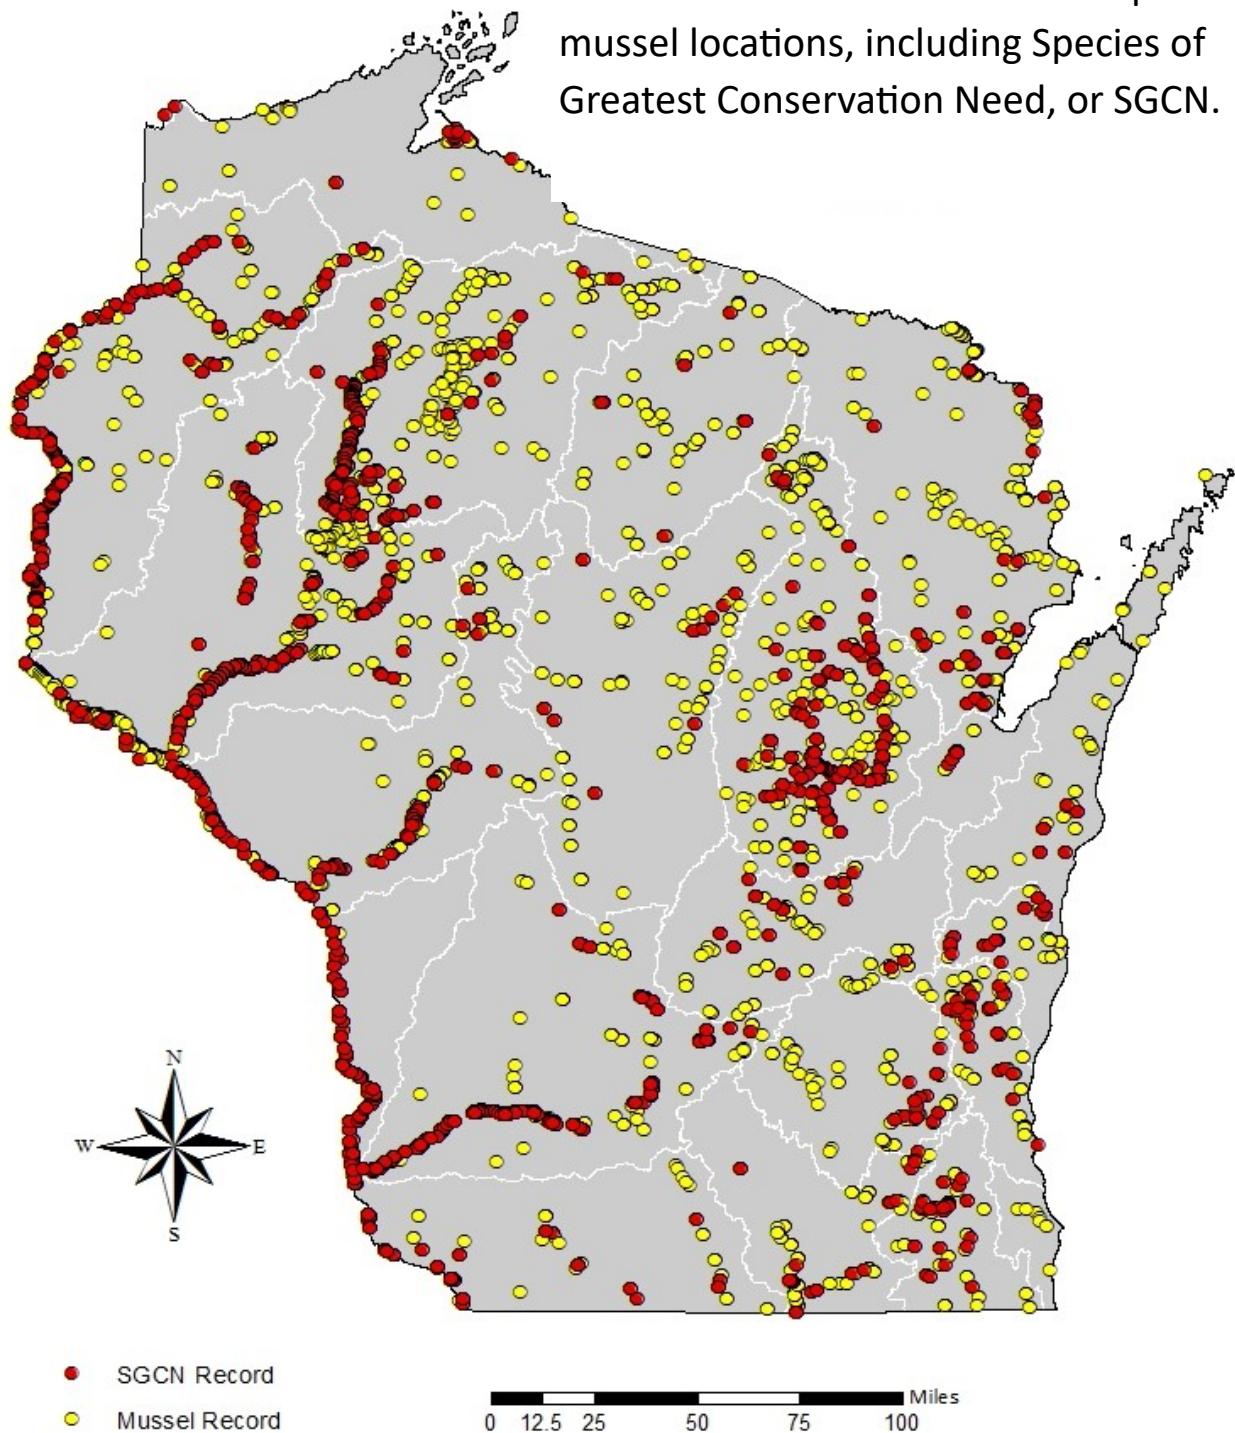 mussel locations, including Species of
Greatest Conservation Need, or SGCN.
N
W E
S
SGCN Record
Mussel Record
Miles
0 12.5 25 50 75 100